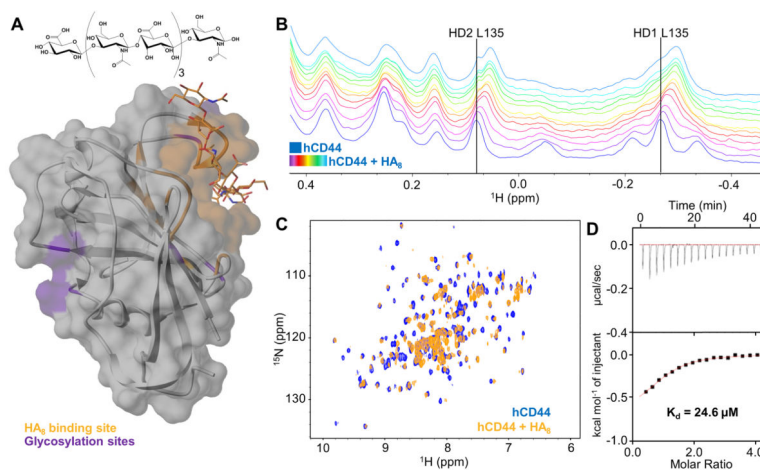 A
OH
3
HA8 binding site
Glycosylation sites
B
HD2 L135
HD1 L135
hCD44
hCD44 + HA8
0.4
0.2
0.0
-0.2
-0.4
1H (ppm)
C
110
120
130
15N (ppm)
hCD44
hCD44 + HA8
10
9
8
7
6
1H (ppm)
D
Time (min)
0
10
20
30
40
0.0
-0.2
-0.4
µcal/sec
0.0
-0.5
-1.0
kcal mol-1 of injectant
Kd = 24.6 µM
0.0
2.0
4.0
Molar Ratio